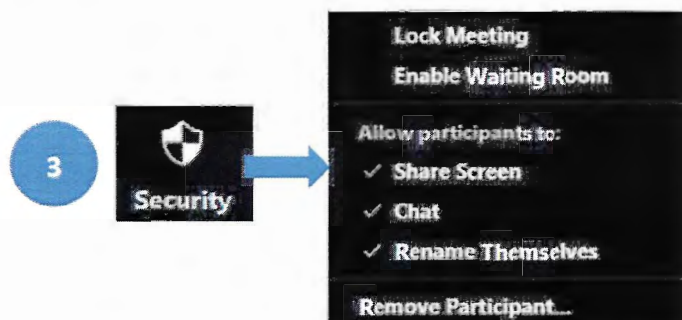 3
Security
Lock Meeting
Enable Waiting Room
Allow participants to:
✓ Share Screen
✓ Chat
✓ Rename Themselves
Remove Participant...